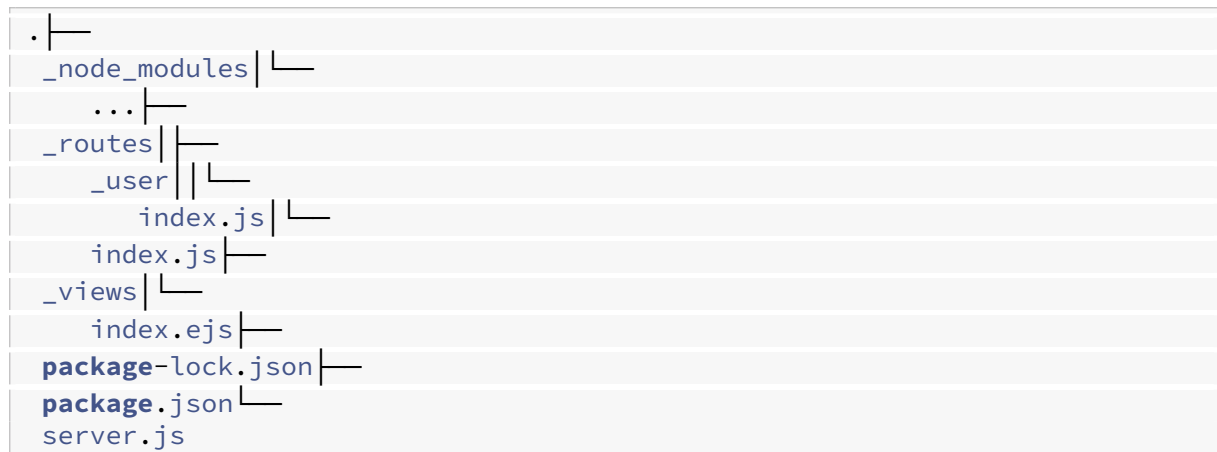 .├──
_node_modules│└──
...├──
_routes│├──
_user││└──
index.js│└──
index.js├──
_views│└──
index.ejs├──
package-lock.json├──
package.json└──
server.js